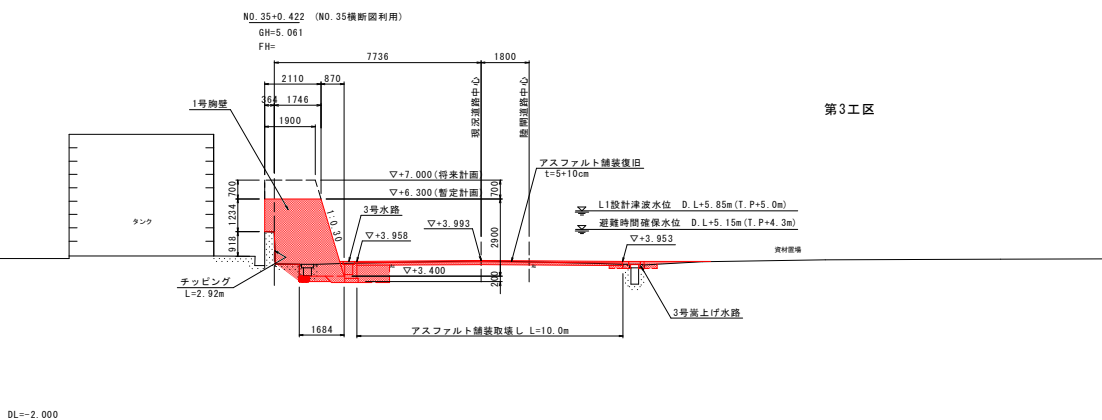 NO.35+0.422 (NO.35横断図利用)
GH=5.061
FH=
7736
1800
2110
870
364
1746
1900
1号胸壁
現況道路中心
陸閘道路中心
第3工区
タンク
700
1234
918
▽+7.000(将来計画)
▽+6.300(暫定計画)
700
2900
200
1:0.30
3号水路
▽+3.958
▽+3.993
▽+3.400
アスファルト舗装復旧
t=5+10cm
L1設計津波水位 D.L+5.85m(T.P+5.0m)
避難時間確保水位 D.L+5.15m(T.P+4.3m)
▽+3.953
資材置場
チッピング
L=2.92m
1684
アスファルト舗装取壊し L=10.0m
3号嵩上げ水路
DL=-2.000